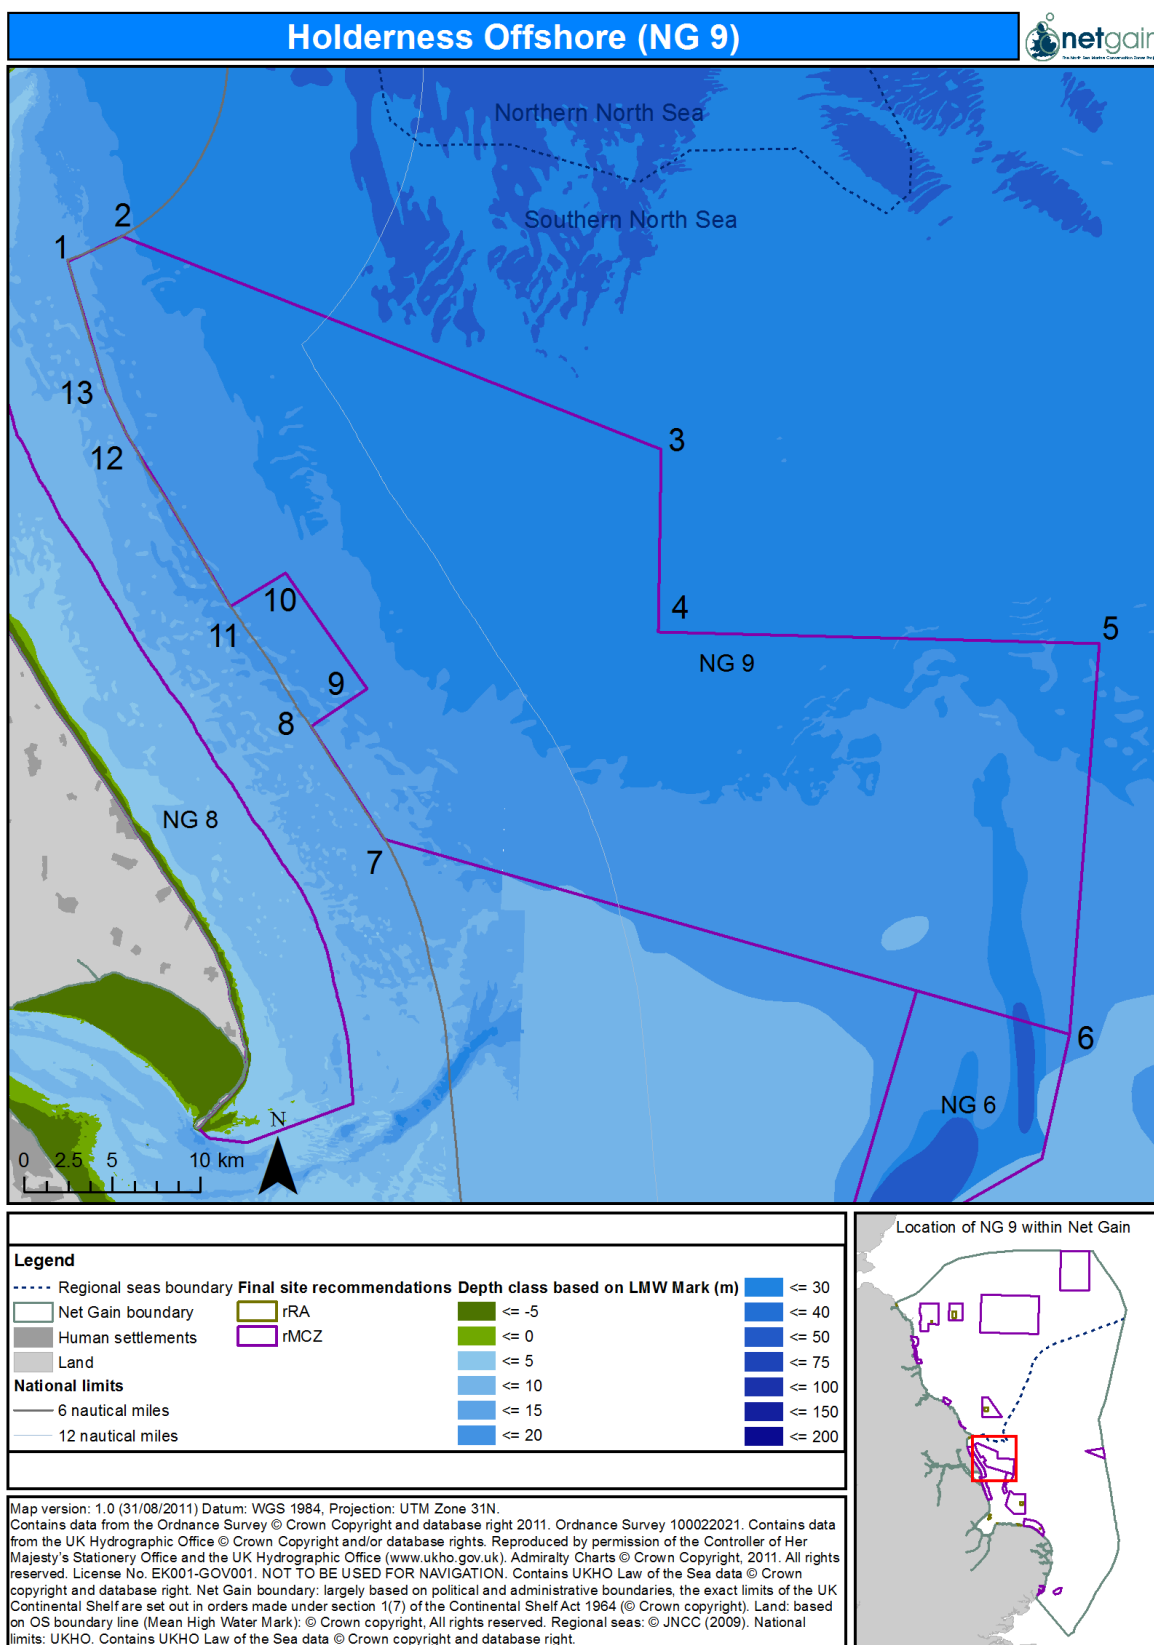 Holderness Offshore (NG 9)
netgain
Northern North Sea
Southern North Sea
2
1
13
12
3
10
11
4
5
NG 9
9
8
NG 8
7
6
NG 6
N
0 2.5 5 10 km
Location of NG 9 within Net Gain
Legend
Regional seas boundary
Net Gain boundary
Human settlements
Land
National limits
6 nautical miles
12 nautical miles
Final site recommendations
rRA
rMCZ
Depth class based on LMW Mark (m)
<= -5
<= 0
<= 5
<= 10
<= 15
<= 20
<= 30
<= 40
<= 50
<= 75
<= 100
<= 150
<= 200
Map version: 1.0 (31/08/2011) Datum: WGS 1984, Projection: UTM Zone 31N.
Contains data from the Ordnance Survey © Crown Copyright and database right 2011. Ordnance Survey 100022021. Contains data
from the UK Hydrographic Office © Crown Copyright and/or database rights. Reproduced by permission of the Controller of Her
Majesty's Stationery Office and the UK Hydrographic Office (www.ukho.gov.uk). Admiralty Charts © Crown Copyright, 2011. All rights
reserved. License No. EK001-GOV001. NOT TO BE USED FOR NAVIGATION. Contains UKHO Law of the Sea data © Crown
copyright and database right. Net Gain boundary: largely based on political and administrative boundaries, the exact limits of the UK
Continental Shelf are set out in orders made under section 1(7) of the Continental Shelf Act 1964 (© Crown copyright). Land: based
on OS boundary line (Mean High Water Mark): © Crown copyright, All rights reserved. Regional seas: © JNCC (2009). National
limits: UKHO. Contains UKHO Law of the Sea data © Crown copyright and database right.